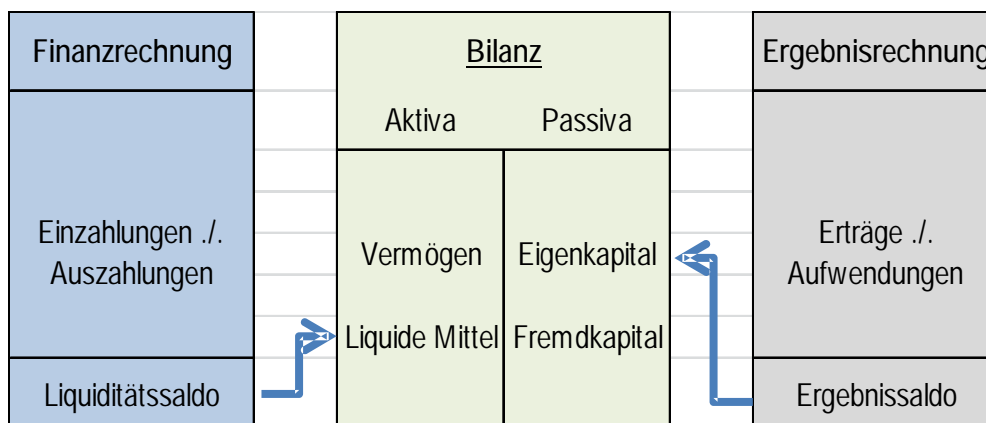 Finanzrechnung
Einzahlungen ./.
Auszahlungen
Liquiditätssaldo
Bilanz
Aktiva Passiva
Vermögen Eigenkapital
Liquide Mittel Fremdkapital
Ergebnisrechnung
Erträge ./.
Aufwendungen
Ergebnissaldo